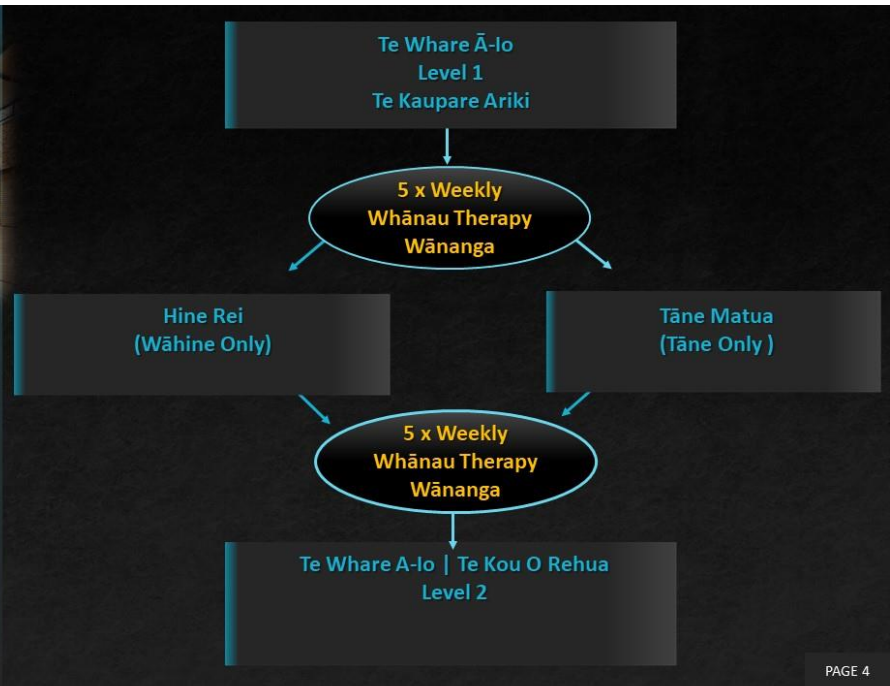 Te Whare Ā-Io
Level 1
Te Kaupare Ariki
5 x Weekly
Whānau Therapy
Wānanga
Hine Rei
(Wāhine Only)
Tāne Matua
(Tāne Only )
5 x Weekly
Whānau Therapy
Wānanga
Te Whare A-Io | Te Kou O Rehua
Level 2
PAGE 4